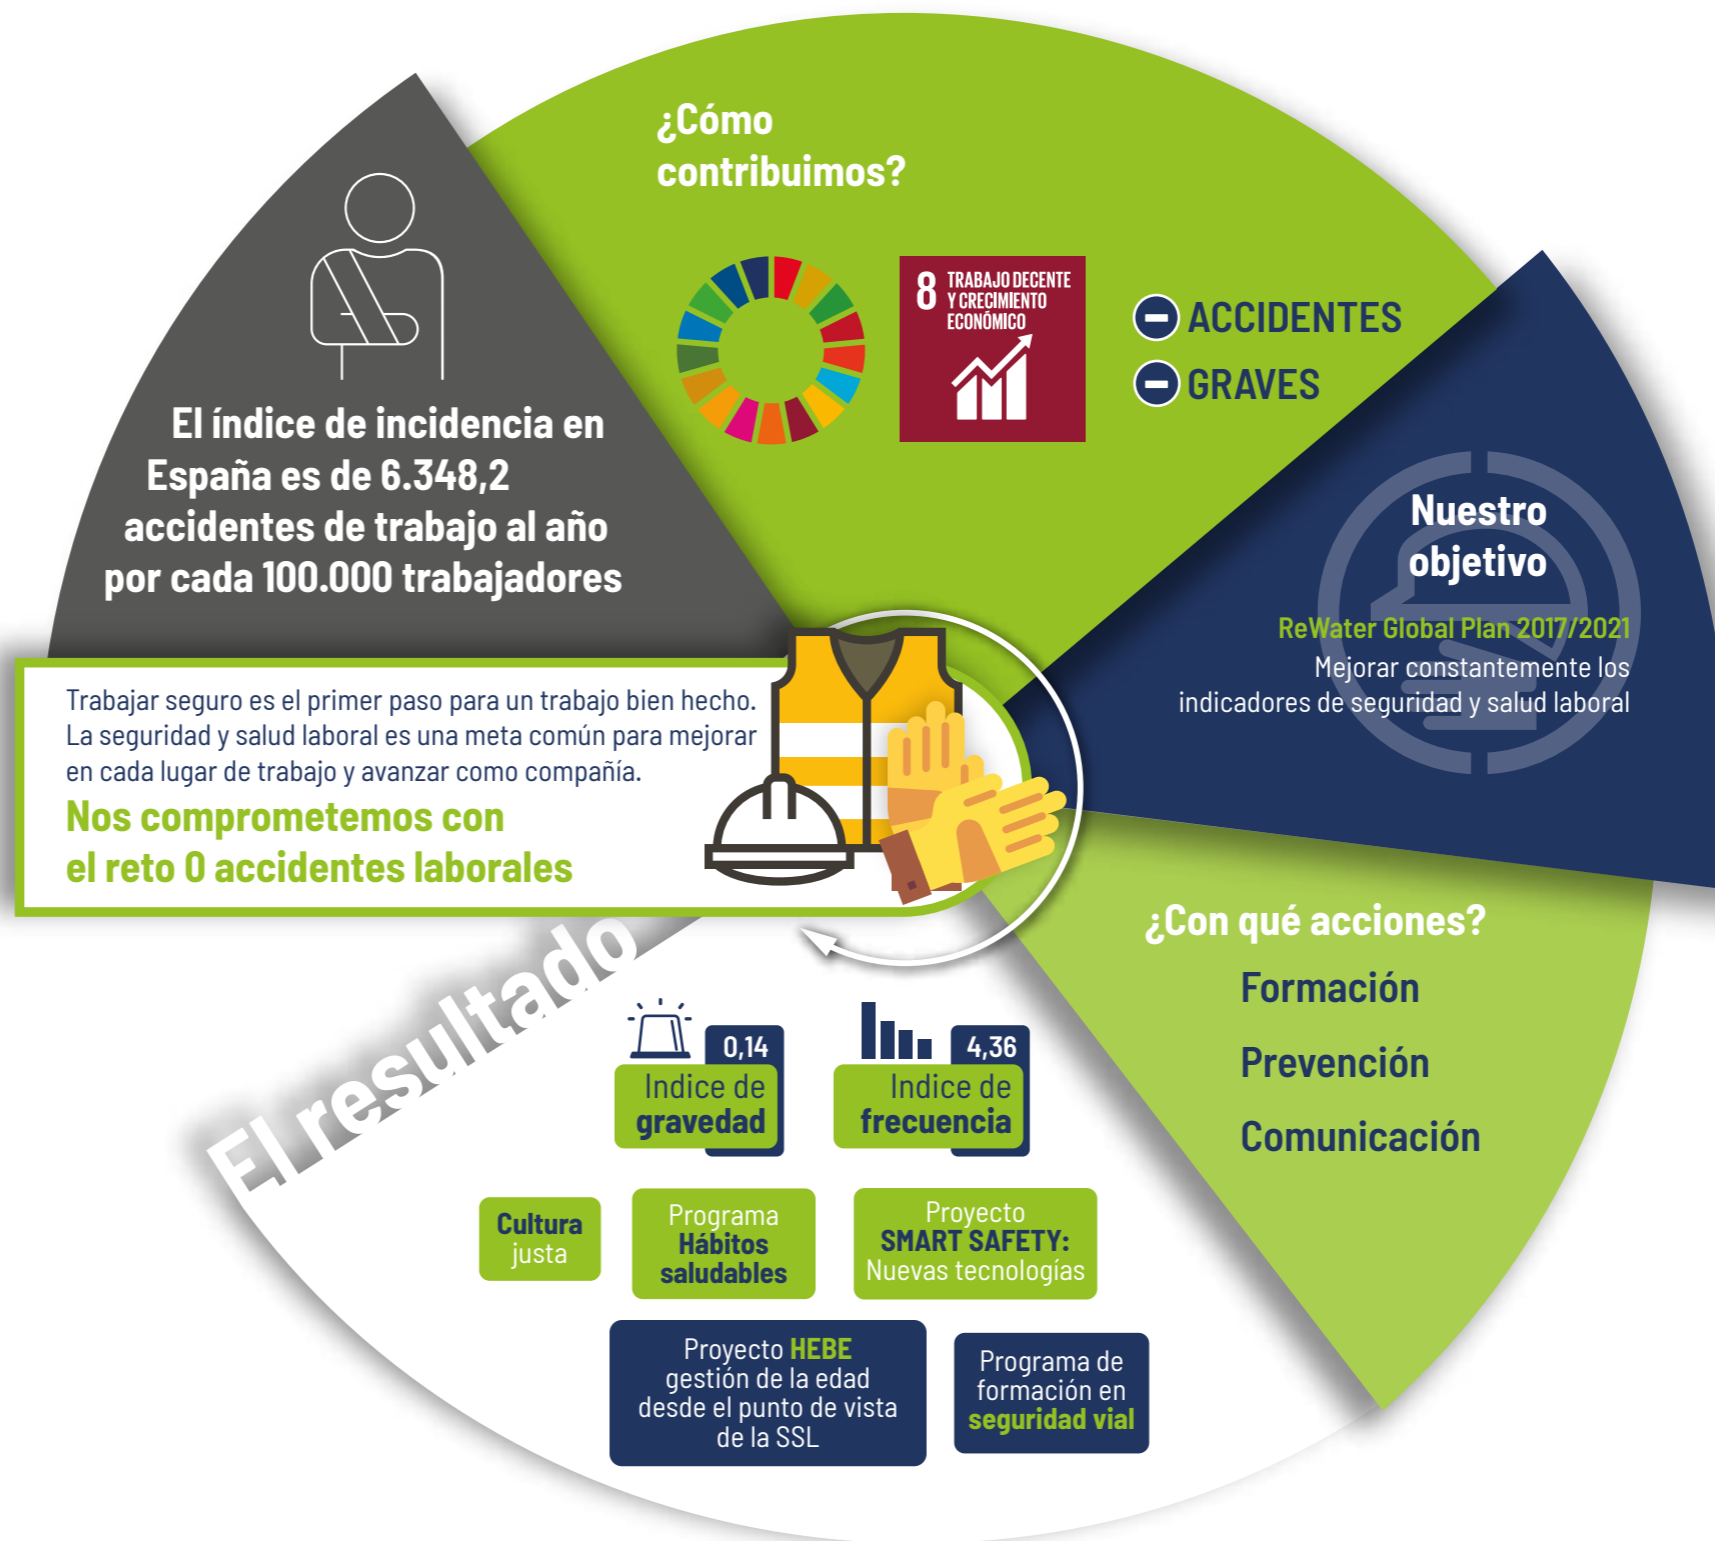 ¿Cómo
contribuimos?
8 TRABAJO DECENTE
Y CRECIMIENTO
ECONÓMICO
ACCIDENTES
GRAVES
El índice de incidencia en
España es de 6.348,2
accidentes de trabajo al año
por cada 100.000 trabajadores
Nuestro
objetivo
ReWater Global Plan 2017/2021
Mejorar constantemente los
indicadores de seguridad y salud laboral
Trabajar seguro es el primer paso para un trabajo bien hecho.
La seguridad y salud laboral es una meta común para mejorar
en cada lugar de trabajo y avanzar como compañía.
Nos comprometemos con
el reto 0 accidentes laborales
¿Con qué acciones?
Formación
Prevención
Comunicación
El resultado
0,14
Indice de
gravedad
4,36
Indice de
frecuencia
Cultura
justa
Programa
Hábitos
saludables
Proyecto
SMART SAFETY:
Nuevas tecnologías
Proyecto HEBE
gestión de la edad
desde el punto de vista
de la SSL
Programa de
formación en
seguridad vial